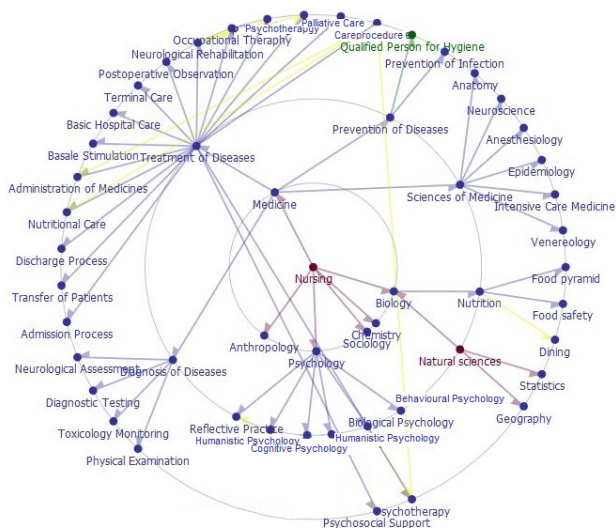 Palliative Care
Psychotherapgy
Careprocedure
Occupational Theraphy
Qualified Person for Hygiene
Neurological Rehabilitation
Prevention of Infection
Postoperative Observation
Anatomy
Terminal Care
Neuroscience
Basic Hospital Care
Prevention of Diseases
Anesthesiology
Basale Stimulation
Treatment of Diseases
Epidemiology
Administration of Medicines
Sciences of Medicine
Intensive Care Medicine
Medicine
Nutritional Care
Venereology
Discharge Process
Nursing
Food pyramid
Transfer of Patients
Biology
Nutrition
Food safety
Admission Process
Chemistry
Sociology
Anthropology
Dining
Psychology
Natural sciences
Neurological Assessment
Diagnosis of Diseases
Statistics
Diagnostic Testing
Behavioural Psychology
Geography
Toxicology Monitoring
Reflective Practice
Biological Psychology
Humanistic Psychology
Humanistic Psychology
Cognitive Psychology
Physical Examination
Psychotherapy
Psychosocial Support